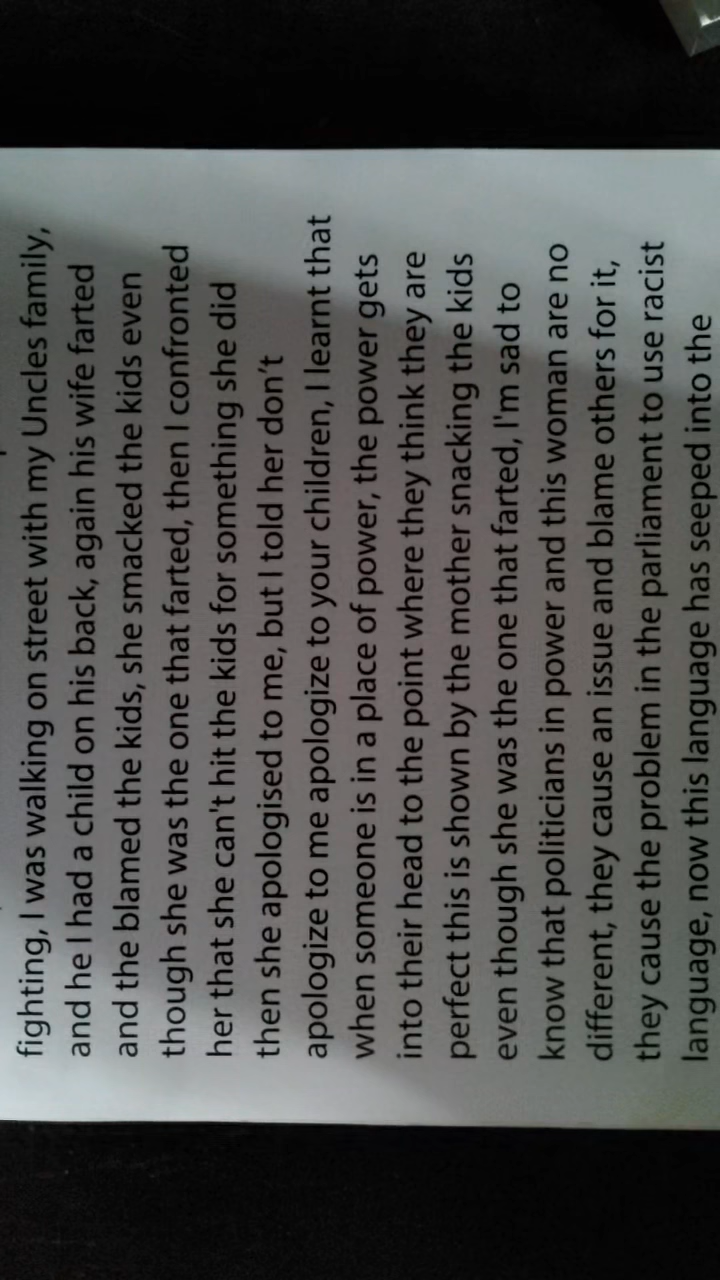 fighting, I was walking on street with my Uncles family,
and he I had a child on his back, again his wife farted
and the blamed the kids, she smacked the kids even
though she was the one that farted, then I confronted
her that she can't hit the kids for something she did
then she apologised to me, but I told her don't
apologize to me apologize to your children, I learnt that
when someone is in a place of power, the power gets
into their head to the point where they think they are
perfect this is shown by the mother snacking the kids
even though she was the one that farted, I'm sad to
know that politicians in power and this woman are no
different, they cause an issue and blame others for it,
they cause the problem in the parliament to use racist
language, now this language has seeped into the